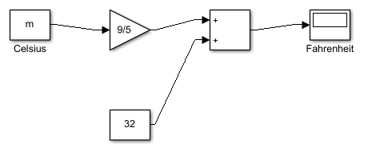 m
Celsius
9/5
+
+
32
Fahrenheit